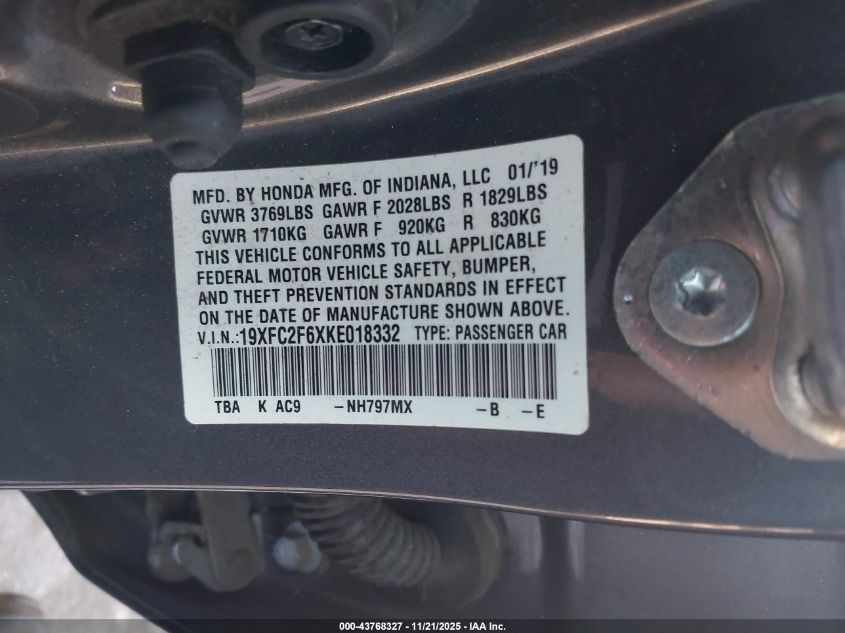 MFD. BY HONDA MFG. OF INDIANA, LLC 01/'19
GVWR 3769LBS GAWR F 2028LBS R 1829LBS
GVWR 1710KG GAWR F 920KG R 830KG
THIS VEHICLE CONFORMS TO ALL APPLICABLE
FEDERAL MOTOR VEHICLE SAFETY, BUMPER,
AND THEFT PREVENTION STANDARDS IN EFFECT
ON THE DATE OF MANUFACTURE SHOWN ABOVE.
V.I.N.:19XFC2F6XKE018332 TYPE: PASSENGER CAR
TBA K AC9 -NH797MX -B -E
000-43768327 - 11/21/2025 - IAA Inc.